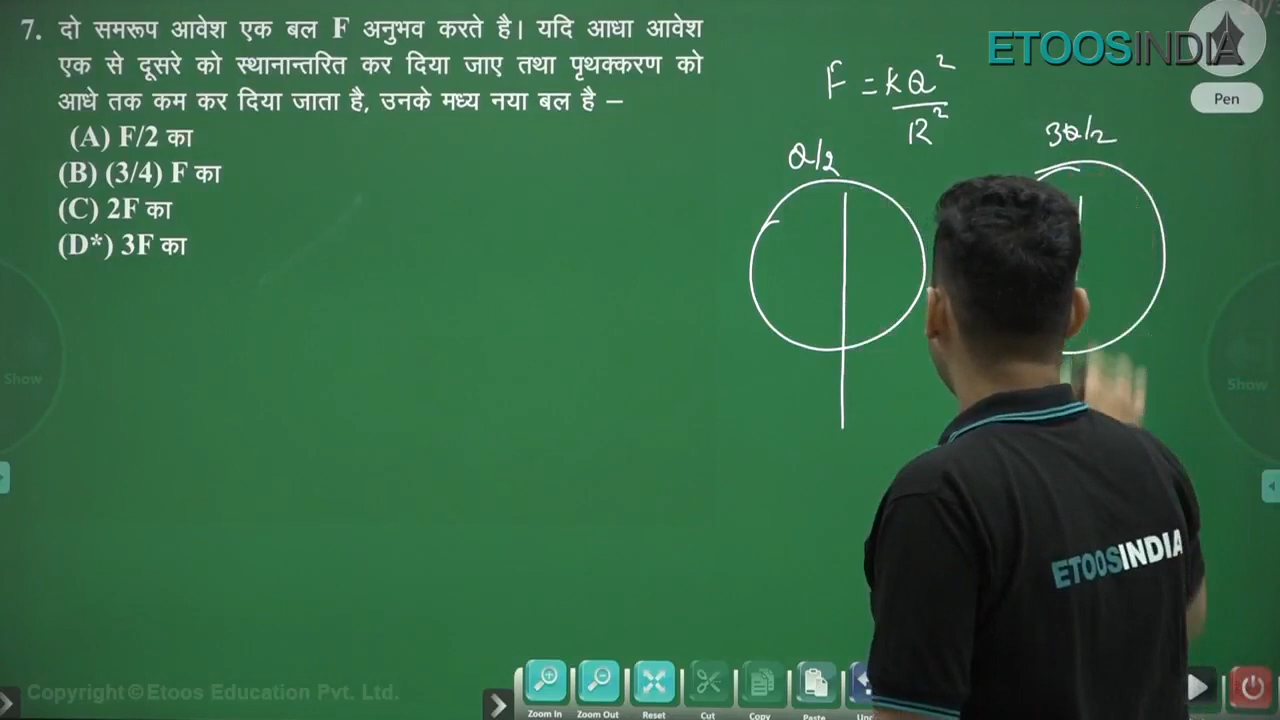 7. दो समरूप आवेश एक बल F अनुभव करते है। यदि आधा आवेश
एक से दूसरे को स्थानान्तरित कर दिया जाए तथा पृथक्करण को
आधे तक कम कर दिया जाता है, उनके मध्य नया बल है –
(A) F/2 का
(B) (3/4) F का
(C) 2F का
(D*) 3F का
ETOOSINDIA
Pen
F = KQ²
R²
Q/2
3Q/2
Show
Show
ETOOSINDIA
Copyright © Etoos Education Pvt. Ltd.
Zoom In
Zoom Out
Reset
Cut
Copy
Paste